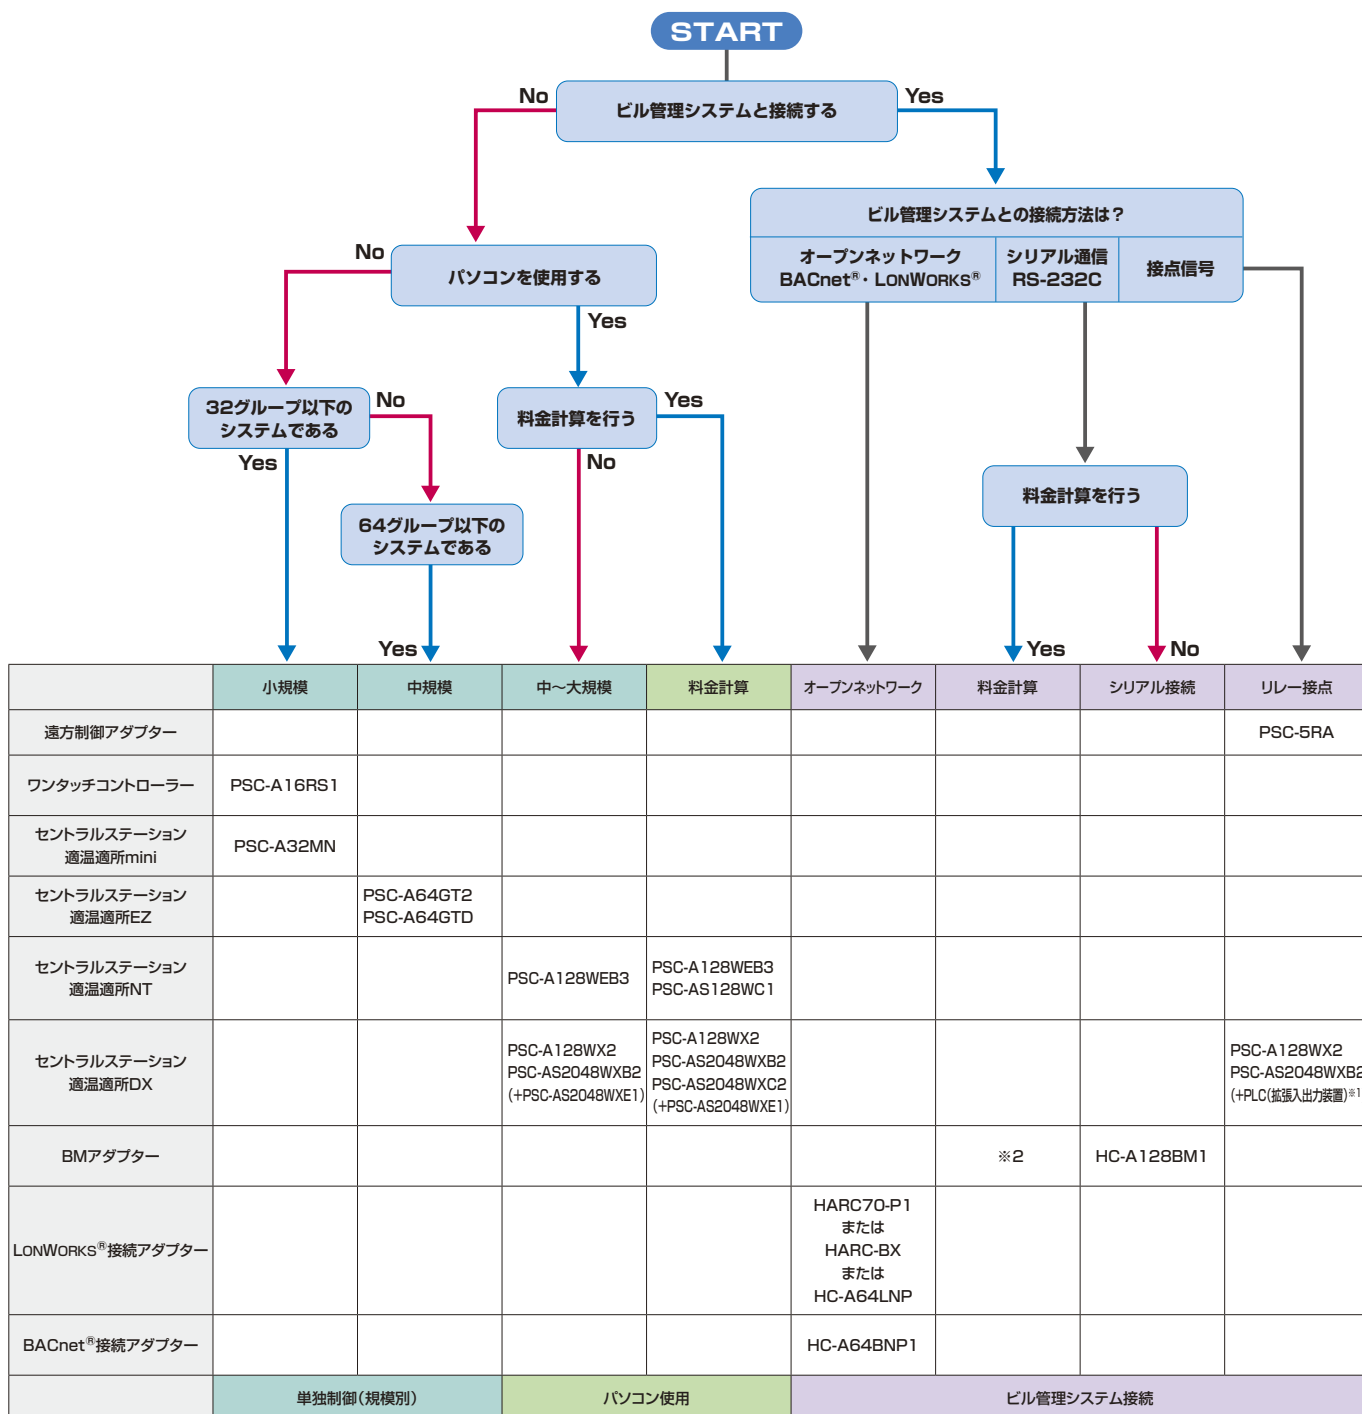 START
No
Yes
ビル管理システムと接続する
ビル管理システムとの接続方法は？
No
オープンネットワーク
BACnet®・LONWORKS®
シリアル通信
RS-232C
接点信号
パソコンを使用する
Yes
32グループ以下の
システムである
No
料金計算を行う
Yes
Yes
No
料金計算を行う
64グループ以下の
システムである
Yes
Yes
No
小規模
中規模
中〜大規模
料金計算
オープンネットワーク
料金計算
シリアル接続
リレー接点
遠方制御アダプター
PSC-5RA
ワンタッチコントローラー
PSC-A16RS1
セントラルステーション
適温適所mini
PSC-A32MN
セントラルステーション
適温適所EZ
PSC-A64GT2
PSC-A64GTD
セントラルステーション
適温適所NT
PSC-A128WEB3
PSC-A128WEB3
PSC-AS128WC1
セントラルステーション
適温適所DX
PSC-A128WX2
PSC-AS2048WXB2
(+PSC-AS2048WXE1)
PSC-A128WX2
PSC-AS2048WXB2
PSC-AS2048WXC2
(+PSC-AS2048WXE1)
PSC-A128WX2
PSC-AS2048WXB2
(+PLC(拡張入出力装置)※1
BMアダプター
※2
HC-A128BM1
LONWORKS®接続アダプター
HARC70-P1
または
HARC-BX
または
HC-A64LNP
BACnet®接続アダプター
HC-A64BNP1
単独制御(規模別)
パソコン使用
ビル管理システム接続